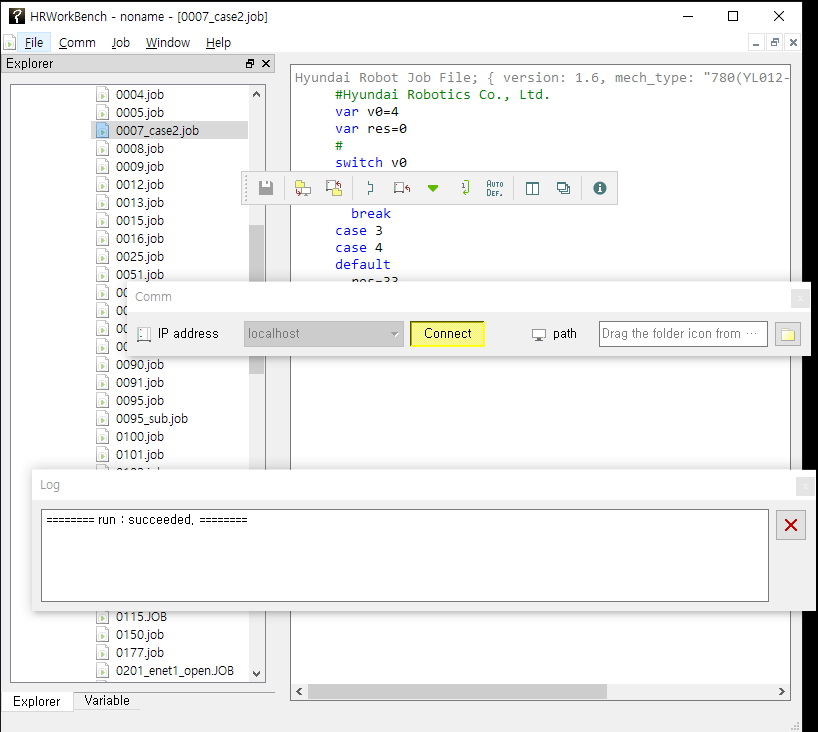 HRWorkBench - noname - [0007_case2.job]
File Comm Job Window Help
Explorer
0004.job
0005.job
0007_case2.job
0008.job
0009.job
0012.job
0013.job
0015.job
0016.job
0025.job
0051.job
00
00
00
00
0090.job
0091.job
0095.job
0095_sub.job
0100.job
0101.job
0115.JOB
0150.job
0177.job
0201_enet1_open.JOB
Explorer Variable
Hyundai Robot Job File; { version: 1.6, mech_type: "780(YL012-
#Hyundai Robotics Co., Ltd.
var v0=4
var res=0
#
switch v0
AUTO
DEF.
break
case 3
case 4
default
res=33
Comm
IP address localhost Connect path Drag the folder icon from ···
Log
======== run : succeeded. ========